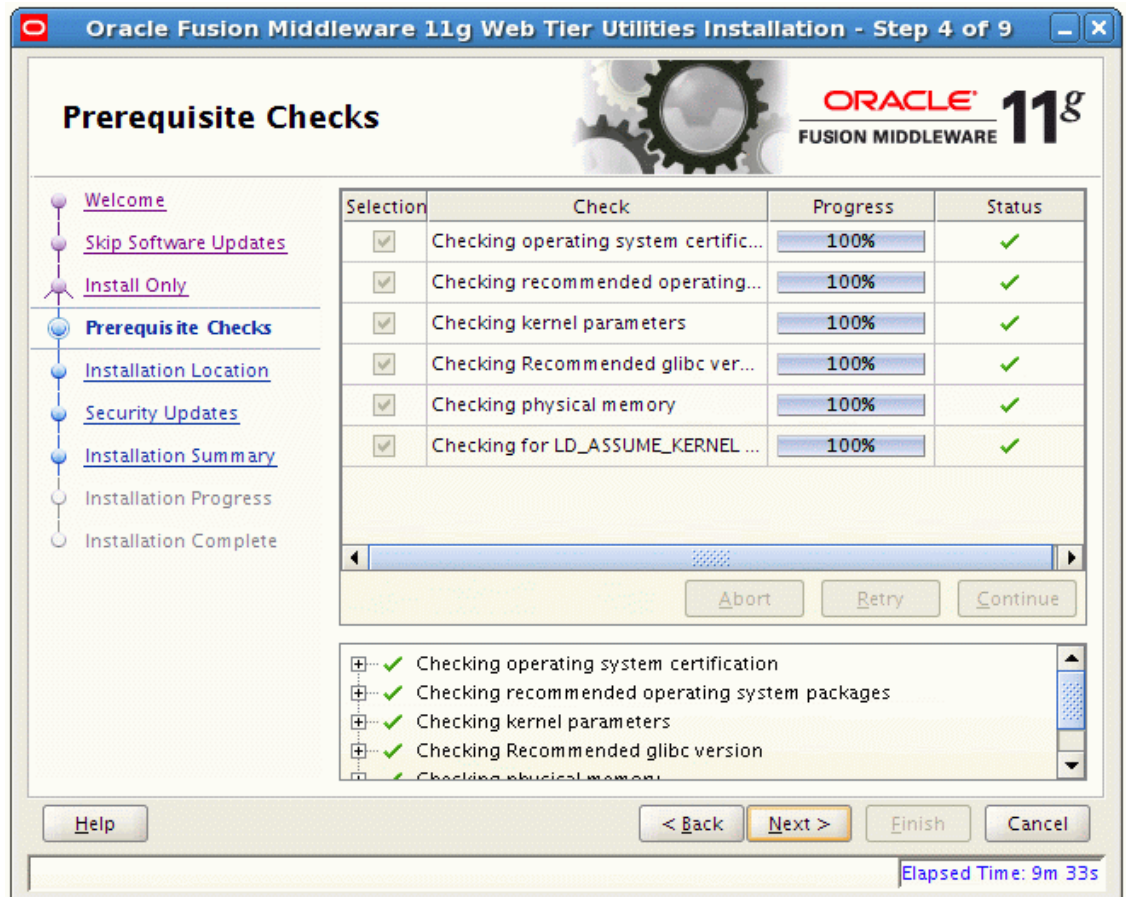 Oracle Fusion Middleware 11g Web Tier Utilities Installation - Step 4 of 9
Prerequisite Checks
ORACLE
FUSION MIDDLEWARE 11g
Welcome
Skip Software Updates
Install Only
Prerequisite Checks
Installation Location
Security Updates
Installation Summary
Installation Progress
Installation Complete
Selection Check Progress Status
Checking operating system certific... 100%
Checking recommended operating... 100%
Checking kernel parameters 100%
Checking Recommended glibc ver... 100%
Checking physical memory 100%
Checking for LD_ASSUME_KERNEL ... 100%
Abort Retry Continue
Checking operating system certification
Checking recommended operating system packages
Checking kernel parameters
Checking Recommended glibc version
Checking physical memory
Help < Back Next > Finish Cancel
Elapsed Time: 9m 33s